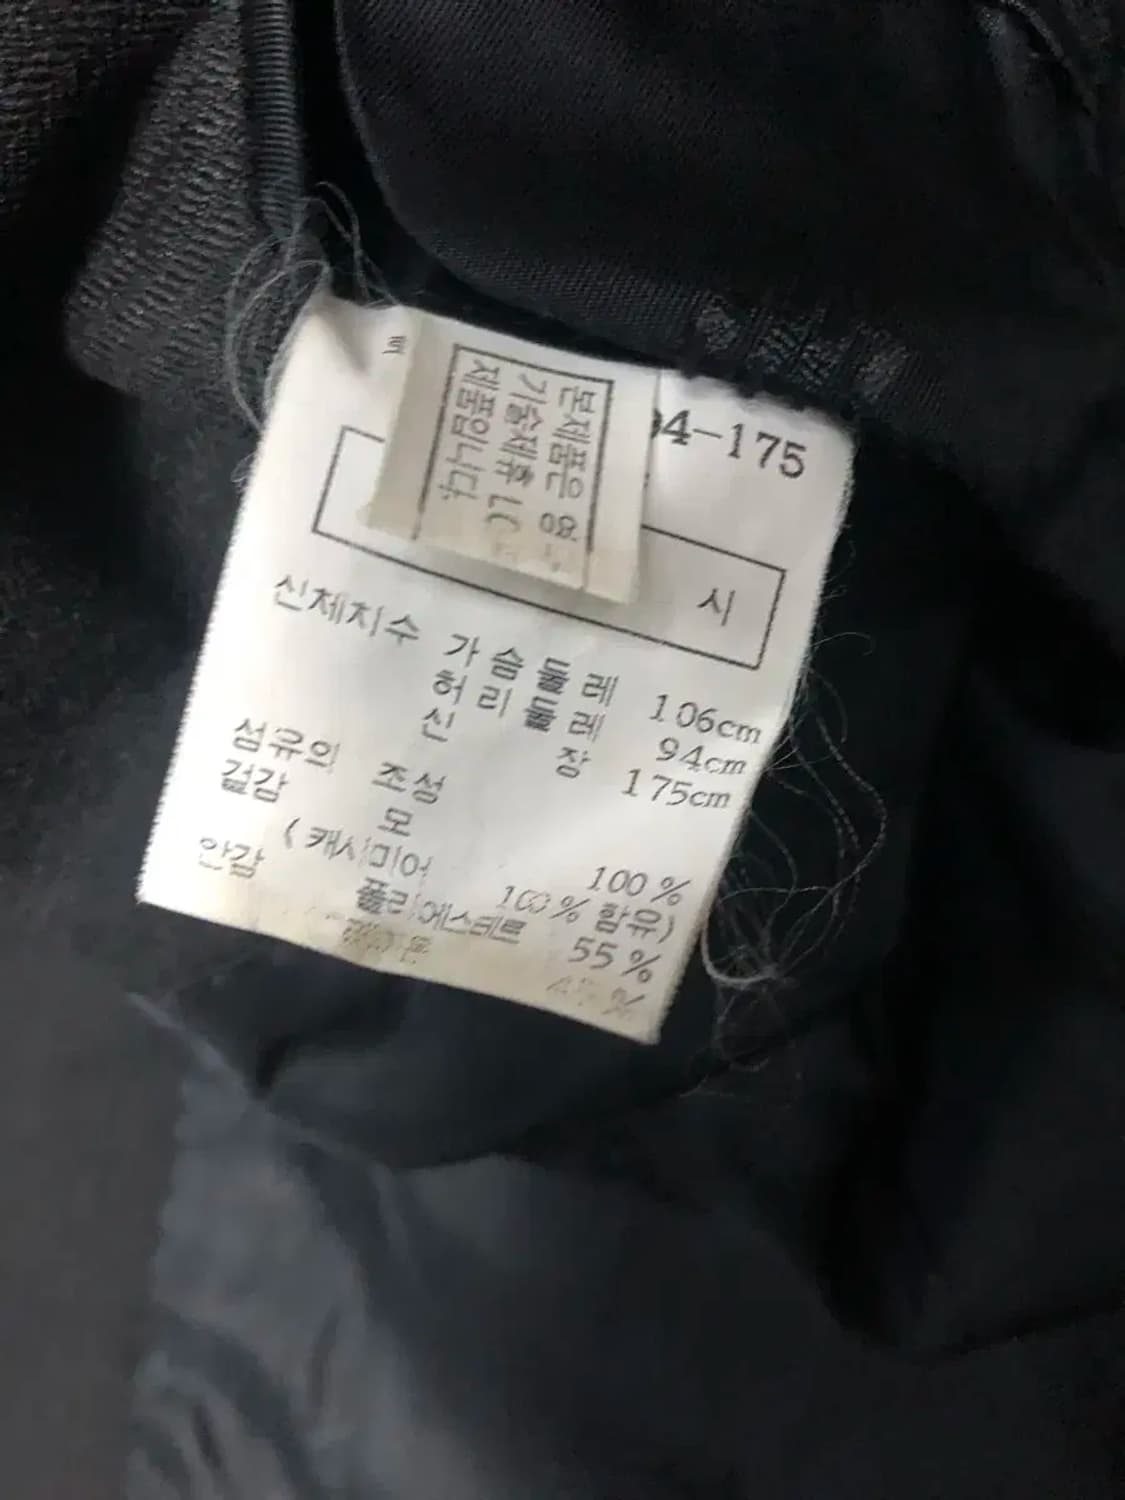 본제품은 영
기술제휴 LC
제품입니다.
94-175
시
신체지수 가슴둘레 106cm
허리둘레 94cm
신장 175cm
섬유의 조성
겉감 모 100%
(캐시미어 100% 함유)
안감 폴리에스테르 55%